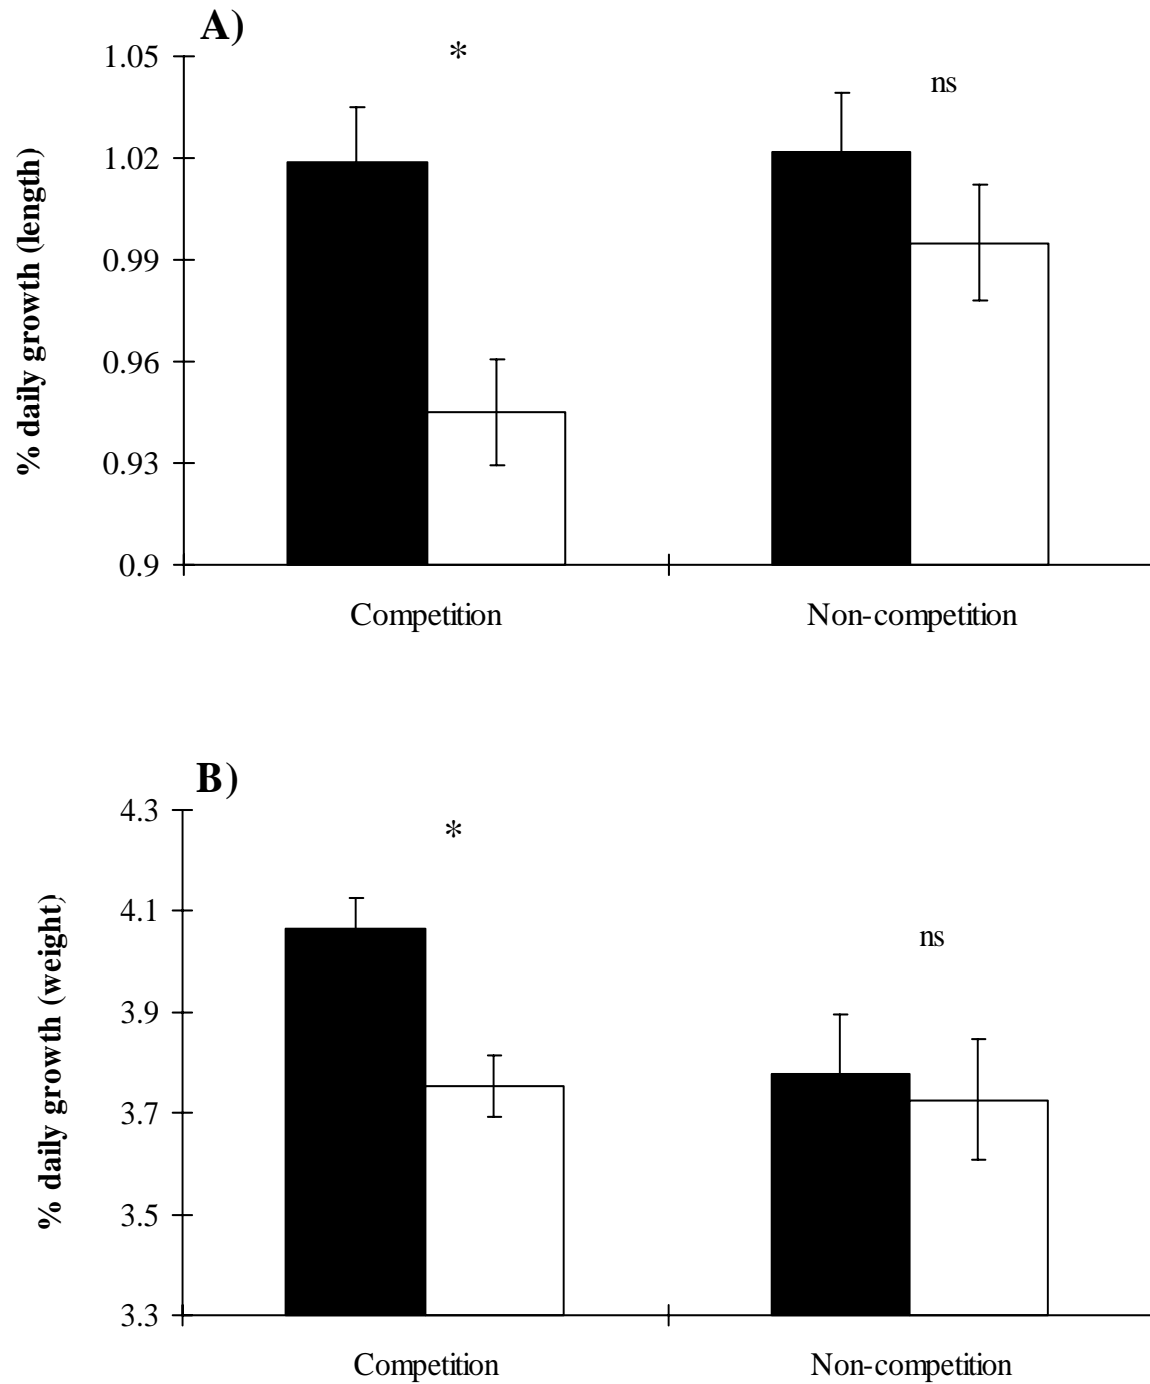 A)
*
ns
1.05
1.02
0.99
0.96
0.93
0.9
% daily growth (length)
Competition
Non-competition
B)
*
ns
4.3
4.1
3.9
3.7
3.5
3.3
% daily growth (weight)
Competition
Non-competition